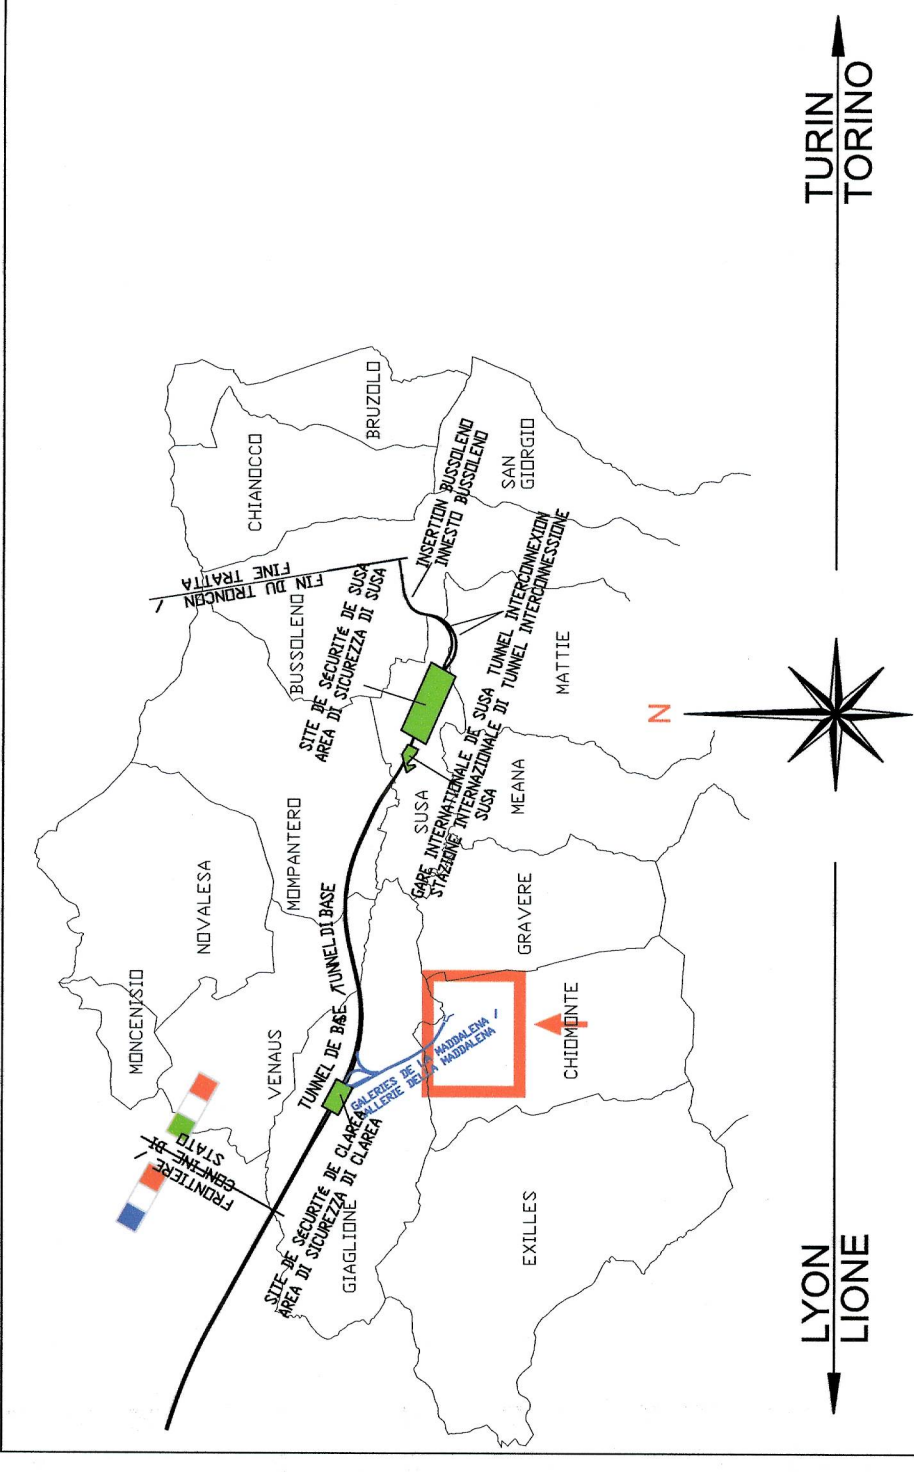 FRONTIERE /
CONFINE DI
STATO
MONCENISIO
NOVALESA
VENAUS
MOMPANTERO
TUNNEL DE BASE /TUNNEL DI BASE
FIN DU TRONCON /
FINE TRATTA
CHIANOCCO
BRUZOLO
BUSSOLENO
SITE DE SéCURITé DE SUSA
AREA DI SICUREZZA DI SUSA
INSERTION BUSSOLENO
INNESTO BUSSOLENO
SAN
GIORGIO
SITE DE SéCURITé DE CLAREA
AREA DI SICUREZZA DI CLAREA
GIAGLIONE
GALERIES DE LA MADDALENA /
GALLERIE DELLA MADDALENA
SUSA
GARE INTERNATIONALE DE SUSA
STAZIONE INTERNAZIONALE DI
SUSA
TUNNEL INTERCONNEXION
TUNNEL INTERCONNESSIONE
EXILLES
CHIOMONTE
GRAVERE
MEANA
MATTIE
N
LYON
LIONE
TURIN
TORINO